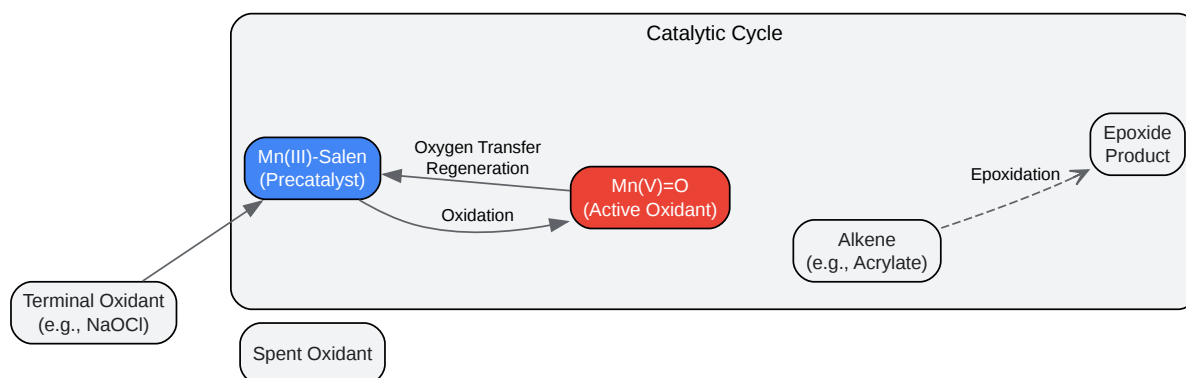 Catalytic Cycle
Mn(III)-Salen
(Precatalyst)
Oxygen Transfer
Regeneration
Oxidation
Mn(V)=O
(Active Oxidant)
Epoxide
Product
Epoxidation
Alkene
(e.g., Acrylate)
Terminal Oxidant
(e.g., NaOCl)
Spent Oxidant